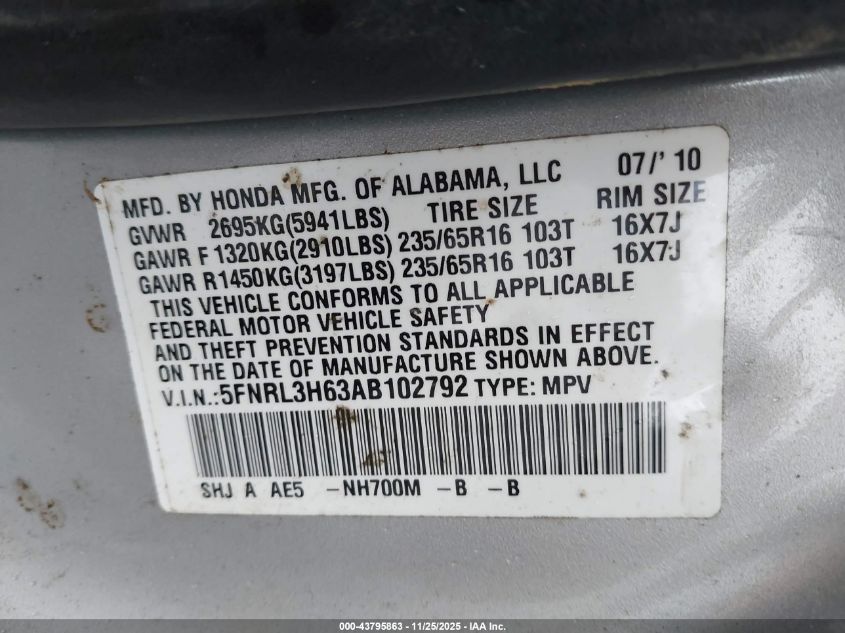 MFD. BY HONDA MFG. OF ALABAMA, LLC 07/' 10
GVWR 2695KG(5941LBS) TIRE SIZE RIM SIZE
GAWR F 1320KG(2910LBS) 235/65R16 103T 16X7J
GAWR R1450KG(3197LBS) 235/65R16 103T 16X7J
THIS VEHICLE CONFORMS TO ALL APPLICABLE
FEDERAL MOTOR VEHICLE SAFETY
AND THEFT PREVENTION STANDARDS IN EFFECT
ON THE DATE OF MANUFACTURE SHOWN ABOVE.
V.I.N.:5FNRL3H63AB102792 TYPE: MPV
SHJ A AE5 -NH700M -B -B
000-43795863 - 11/25/2025 - IAA Inc.